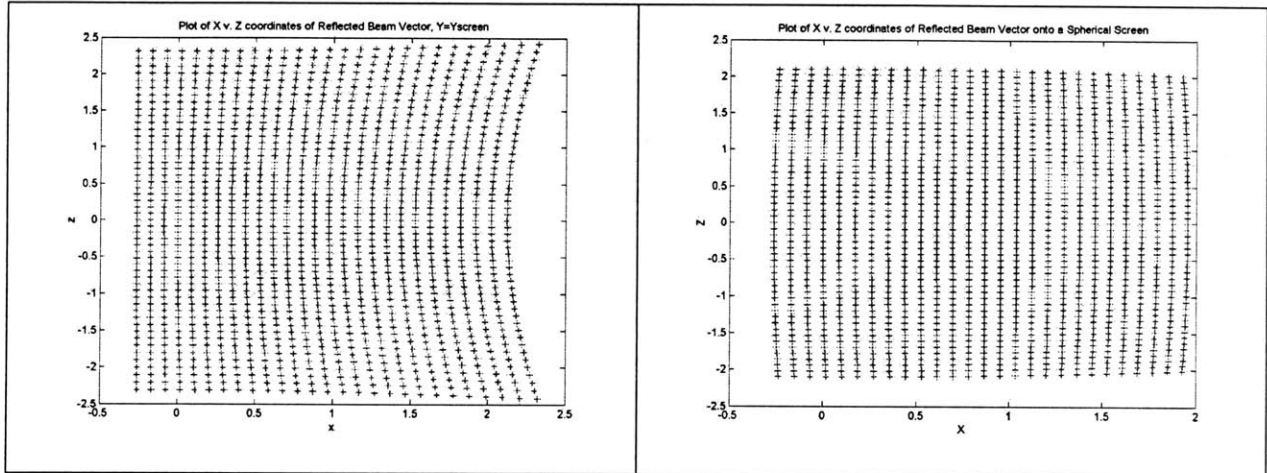 Plot of X v. Z coordinates of Reflected Beam Vector, Y=Yscreen
2.5
2
1.5
1
0.5
0
-0.5
-1
-1.5
-2
-2.5
Z
-0.5 0 0.5 1 1.5 2 2.5
X
Plot of X v. Z coordinates of Reflected Beam Vector onto a Spherical Screen
2.5
2
1.5
1
0.5
0
-0.5
-1
-1.5
-2
-2.5
Z
-0.5 0 0.5 1 1.5 2
X